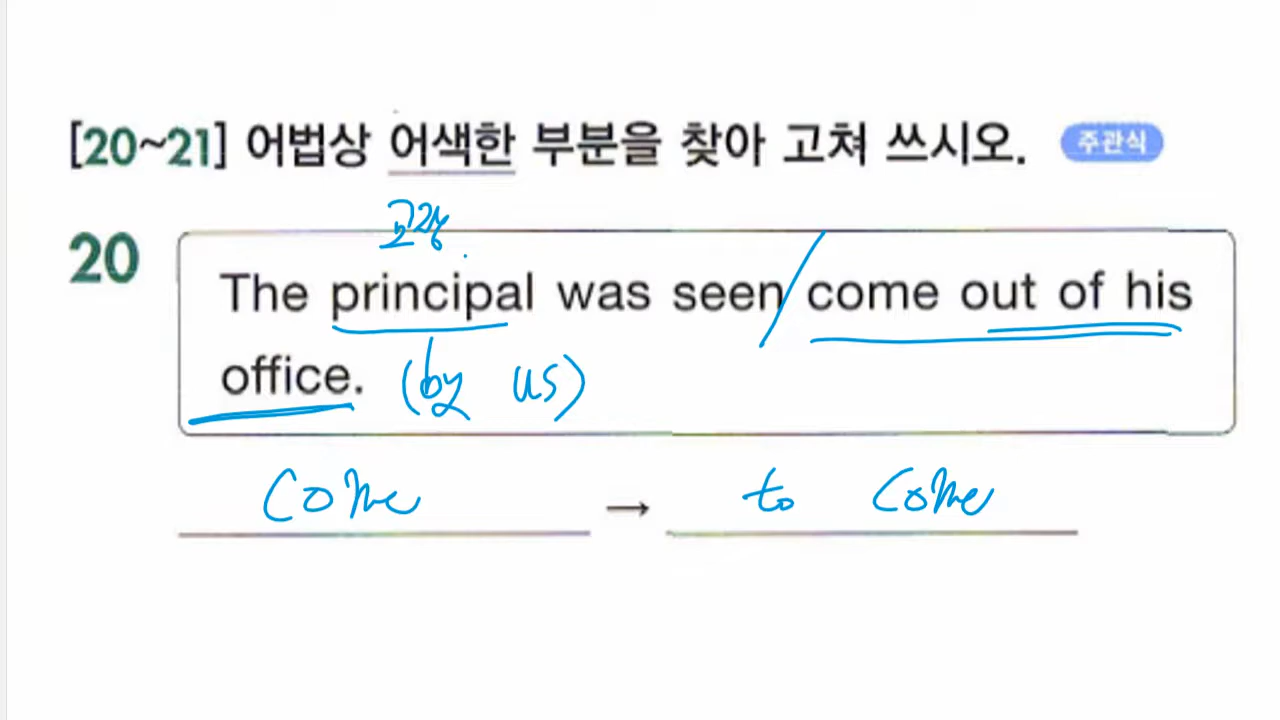 [20~21] 어법상 어색한 부분을 찾아 고쳐 쓰시오. 주관식
교장
20 The principal was seen / come out of his
office. (by us)
come → to come